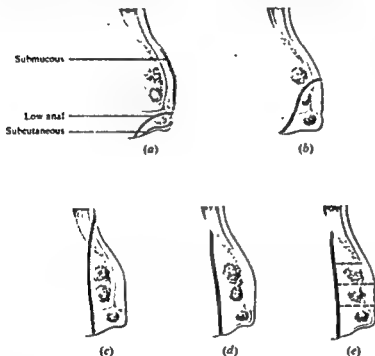 Submucous
Low anal
Subcutaneous
(a)
(b)
(c)
(d)
(e)